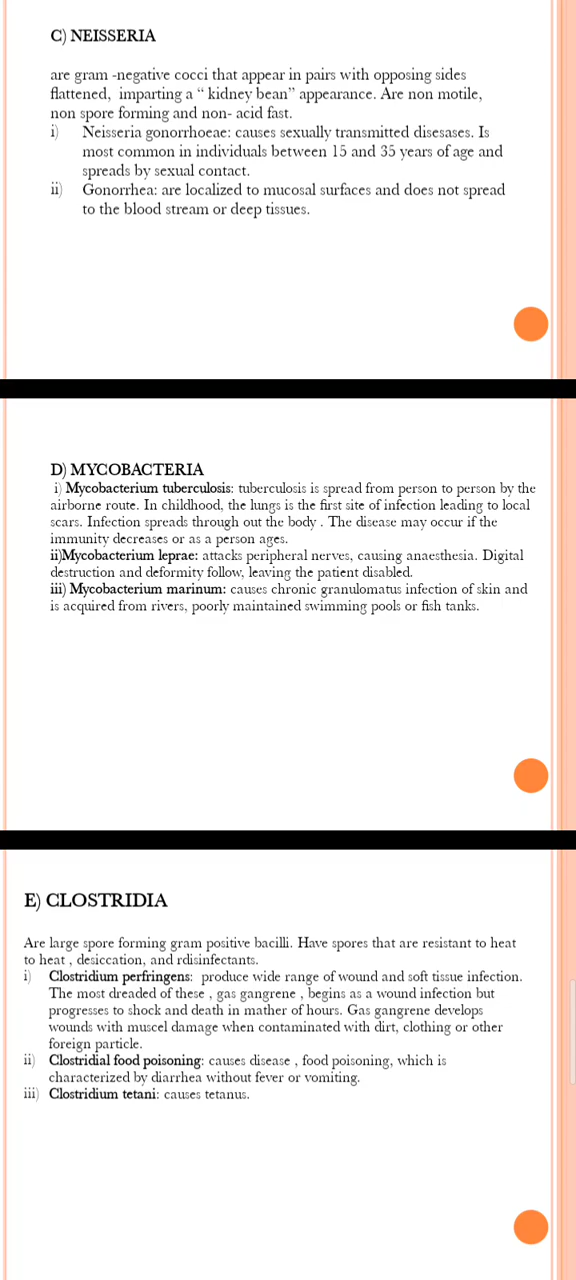 C) NEISSERIA
are gram -negative cocci that appear in pairs with opposing sides
flattened, imparting a “ kidney bean” appearance. Are non motile,
non spore forming and non- acid fast.
i) Neisseria gonorrhoeae: causes sexually transmitted disesases. Is
most common in individuals between 15 and 35 years of age and
spreads by sexual contact.
ii) Gonorrhea: are localized to mucosal surfaces and does not spread
to the blood stream or deep tissues.
D) MYCOBACTERIA
i) Mycobacterium tuberculosis: tuberculosis is spread from person to person by the
airborne route. In childhood, the lungs is the first site of infection leading to local
scars. Infection spreads through out the body . The disease may occur if the
immunity decreases or as a person ages.
ii)Mycobacterium leprae: attacks peripheral nerves, causing anaesthesia. Digital
destruction and deformity follow, leaving the patient disabled.
iii) Mycobacterium marinum: causes chronic granulomatus infection of skin and
is acquired from rivers, poorly maintained swimming pools or fish tanks.
E) CLOSTRIDIA
Are large spore forming gram positive bacilli. Have spores that are resistant to heat
to heat , desiccation, and rdisinfectants.
i) Clostridium perfringens: produce wide range of wound and soft tissue infection.
The most dreaded of these , gas gangrene , begins as a wound infection but
progresses to shock and death in mather of hours. Gas gangrene develops
wounds with muscel damage when contaminated with dirt, clothing or other
foreign particle.
ii) Clostridial food poisoning: causes disease , food poisoning, which is
characterized by diarrhea without fever or vomiting.
iii) Clostridium tetani: causes tetanus.